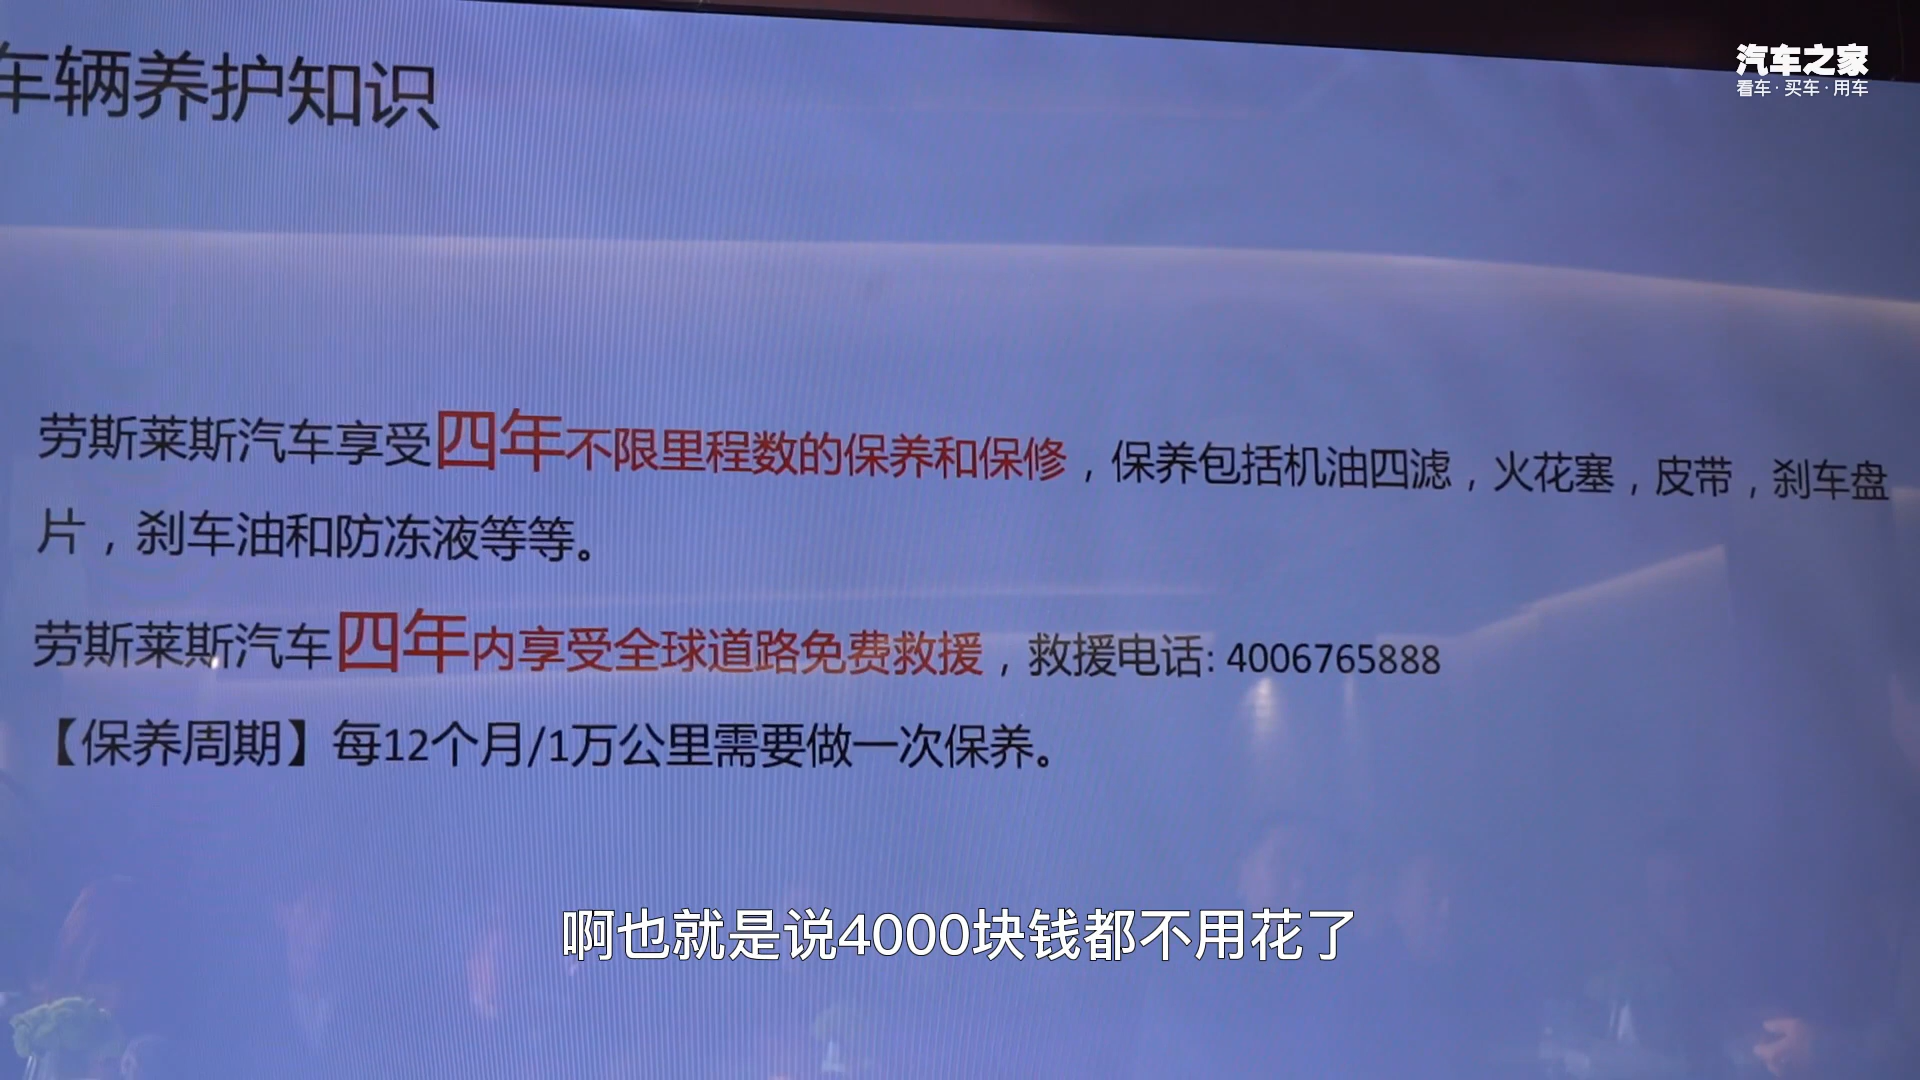 车辆养护知识
汽车之家
看车·买车·用车
劳斯莱斯汽车享受四年不限里程数的保养和保修，保养包括机油四滤，火花塞，皮带，刹车盘
片，刹车油和防冻液等等。
劳斯莱斯汽车四年内享受全球道路免费救援，救援电话: 4006765888
【保养周期】每12个月/1万公里需要做一次保养。
啊也就是说4000块钱都不用花了